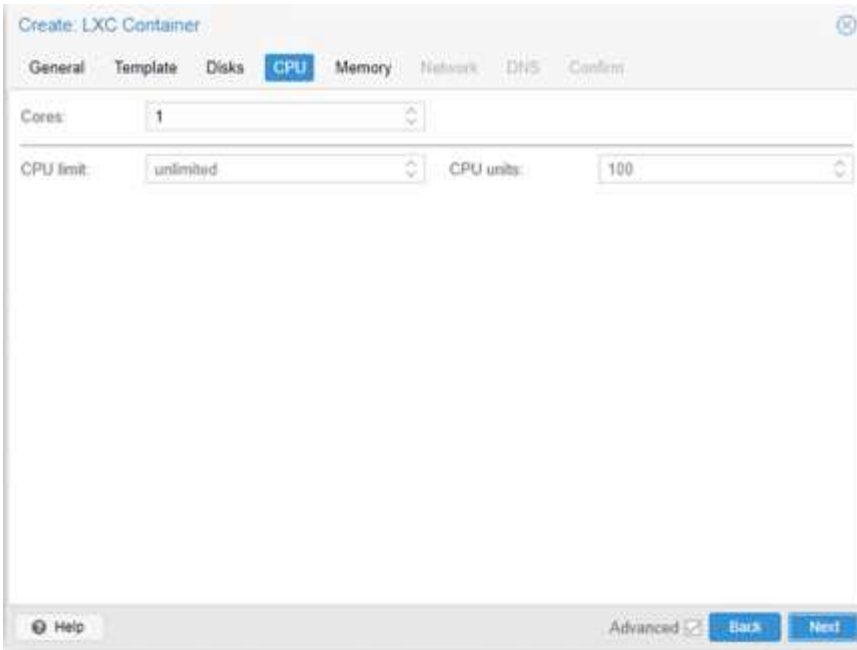 Create: LXC Container
General Template Disks CPU Memory Network DNS Confirm
Cores: 1
CPU limit: unlimited CPU units: 100
Help Advanced Back Next